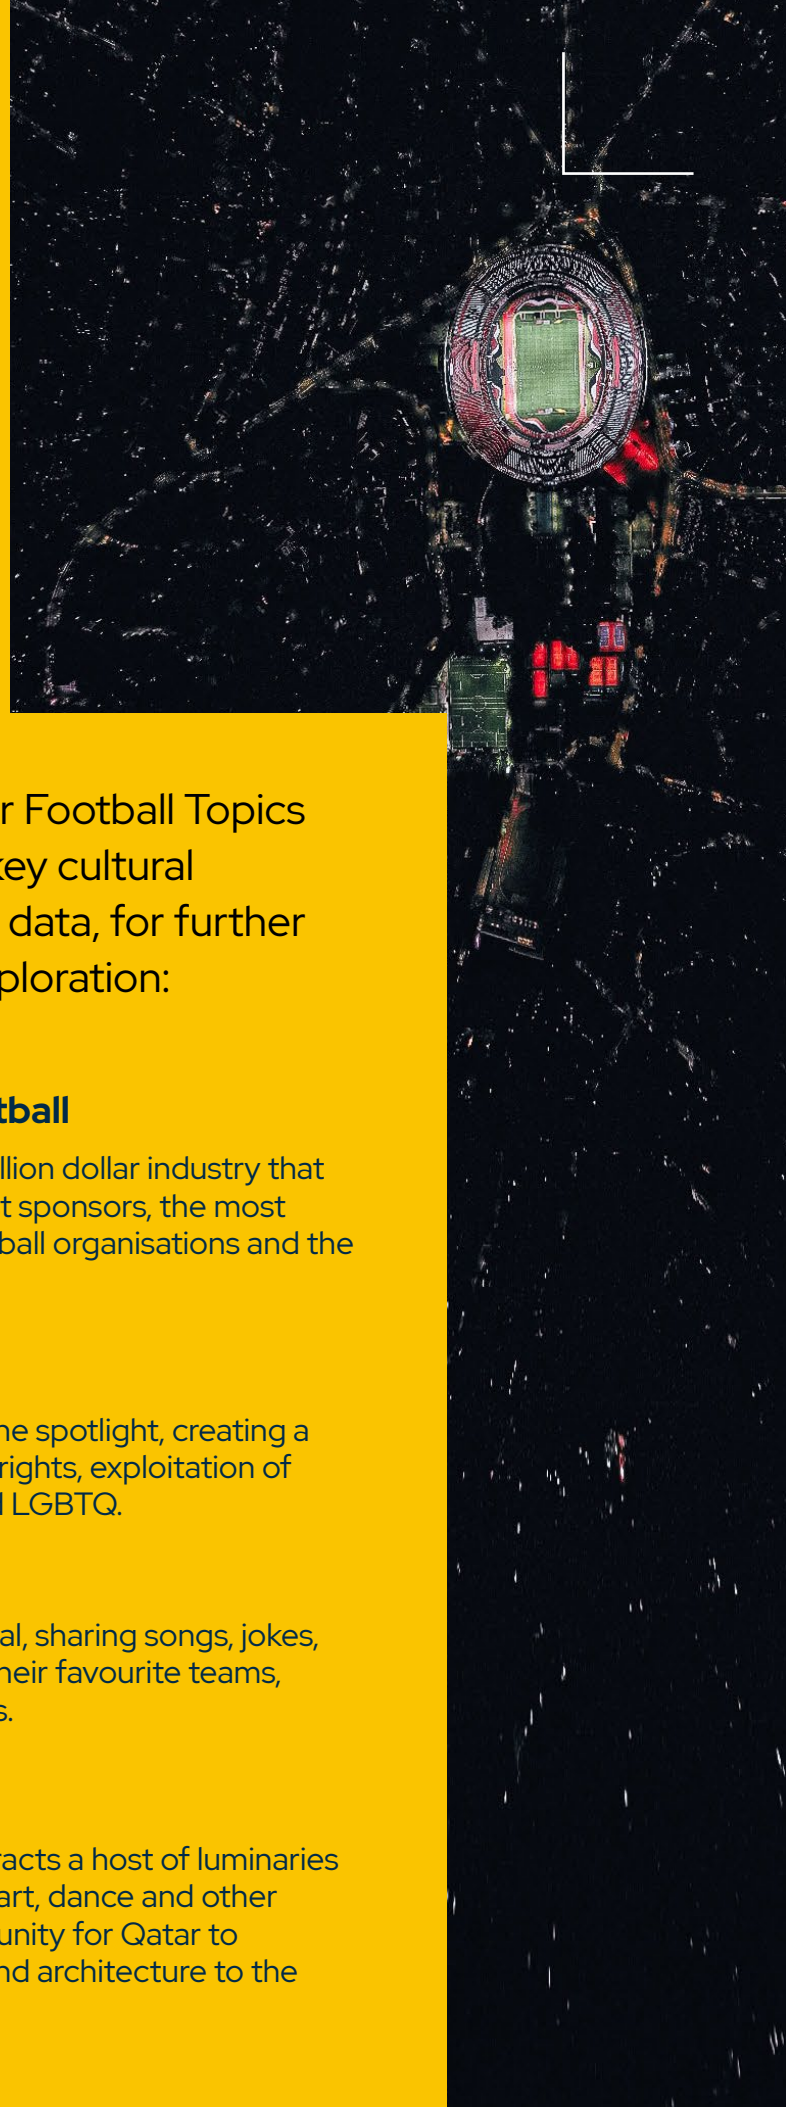 r Football Topics
key cultural
data, for further
ploration:
tball
llion dollar industry that
t sponsors, the most
ball organisations and the
he spotlight, creating a
rights, exploitation of
LGBTQ.
al, sharing songs, jokes,
heir favourite teams,
s.
racts a host of luminaries
art, dance and other
unity for Qatar to
nd architecture to the